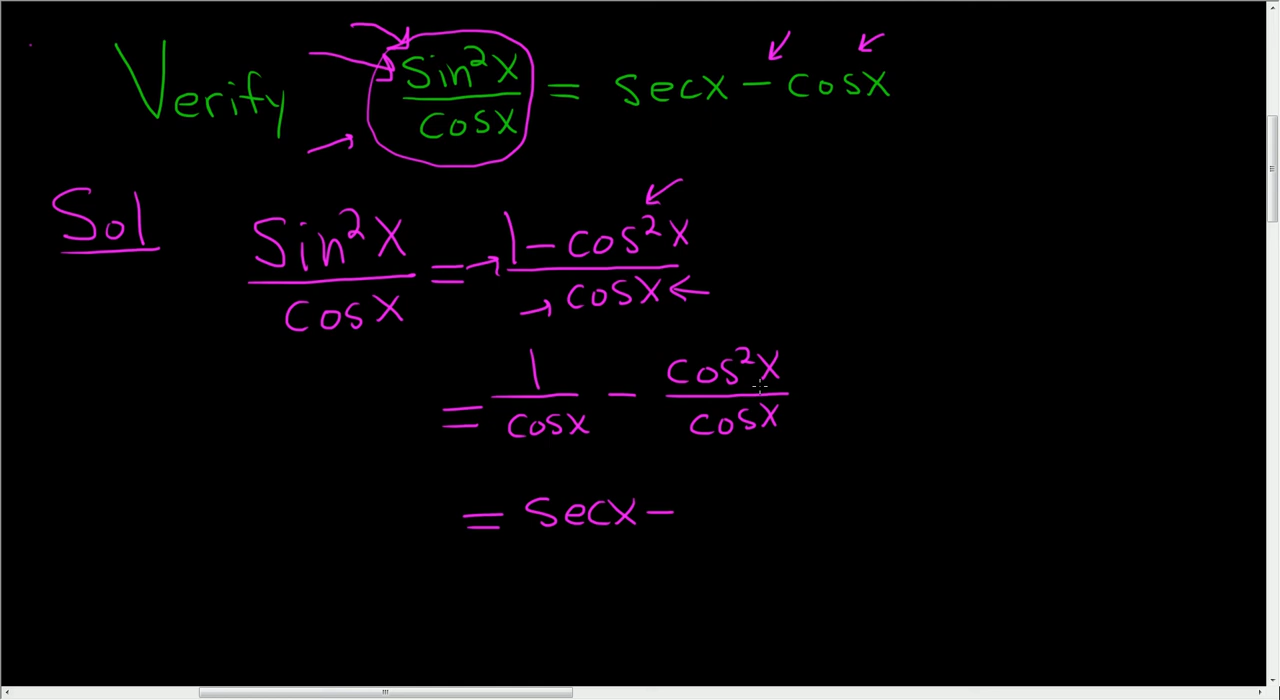 Verify sin²x/cosx = secx - cosx
Sol sin²x/cosx = 1 - cos²x/cosx
= 1/cosx - cos²x/cosx
= secx -